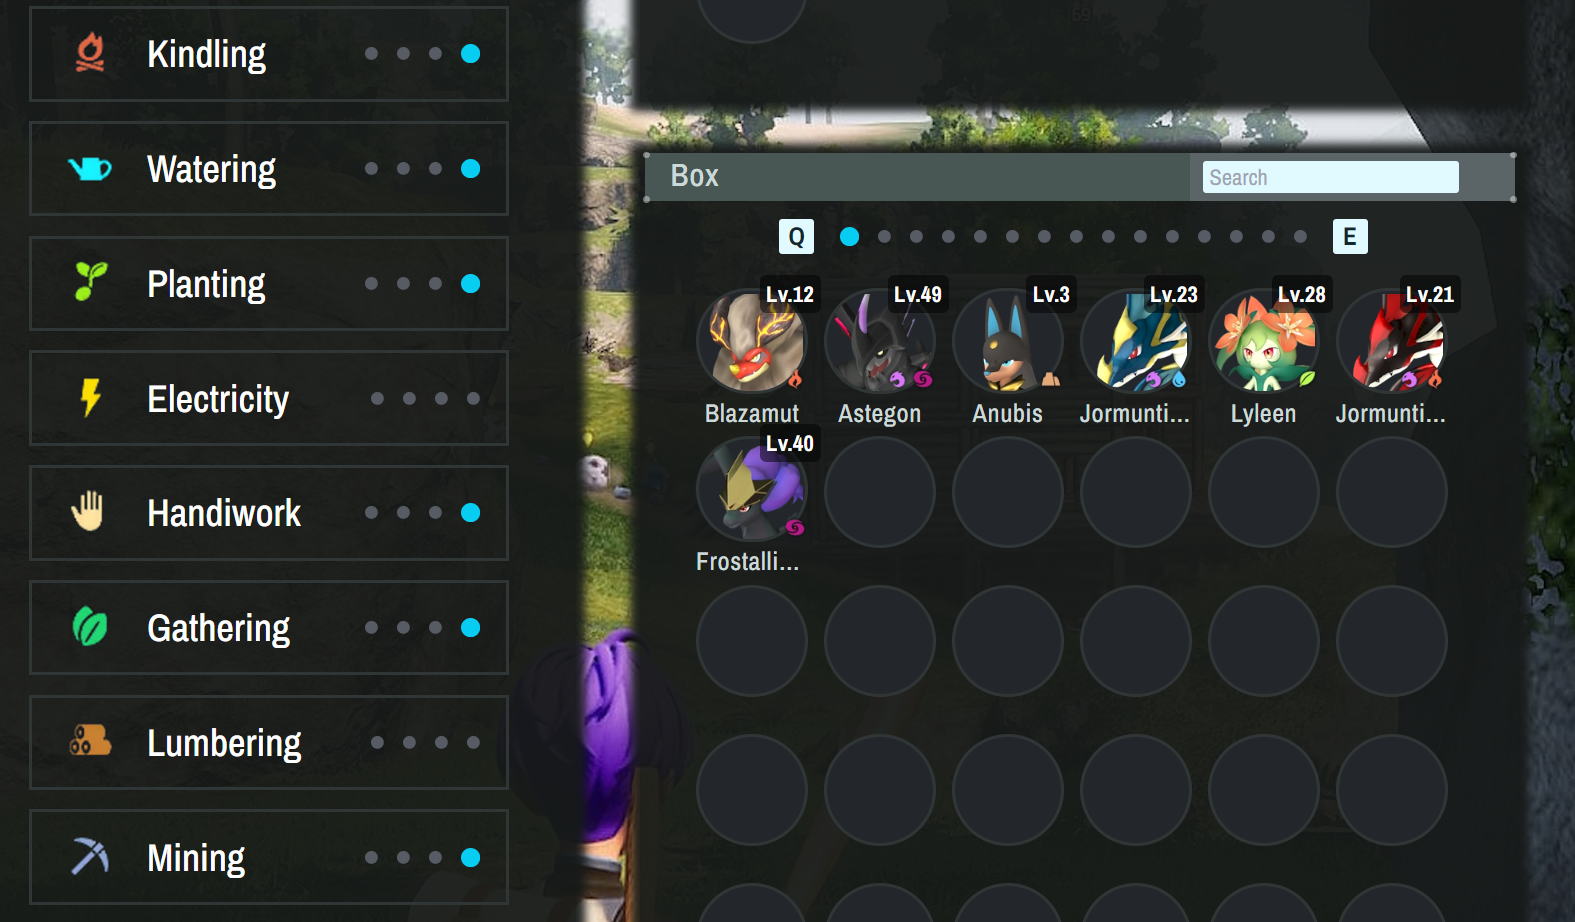 Kindling
Watering
Planting
Electricity
Handiwork
Gathering
Lumbering
Mining
Box
Search
Q
E
Lv.12
Lv.49
Lv.3
Lv.23
Lv.28
Lv.21
Blazamut
Astegon
Anubis
Jormunti...
Lyleen
Jormunti...
Lv.40
Frostalli...